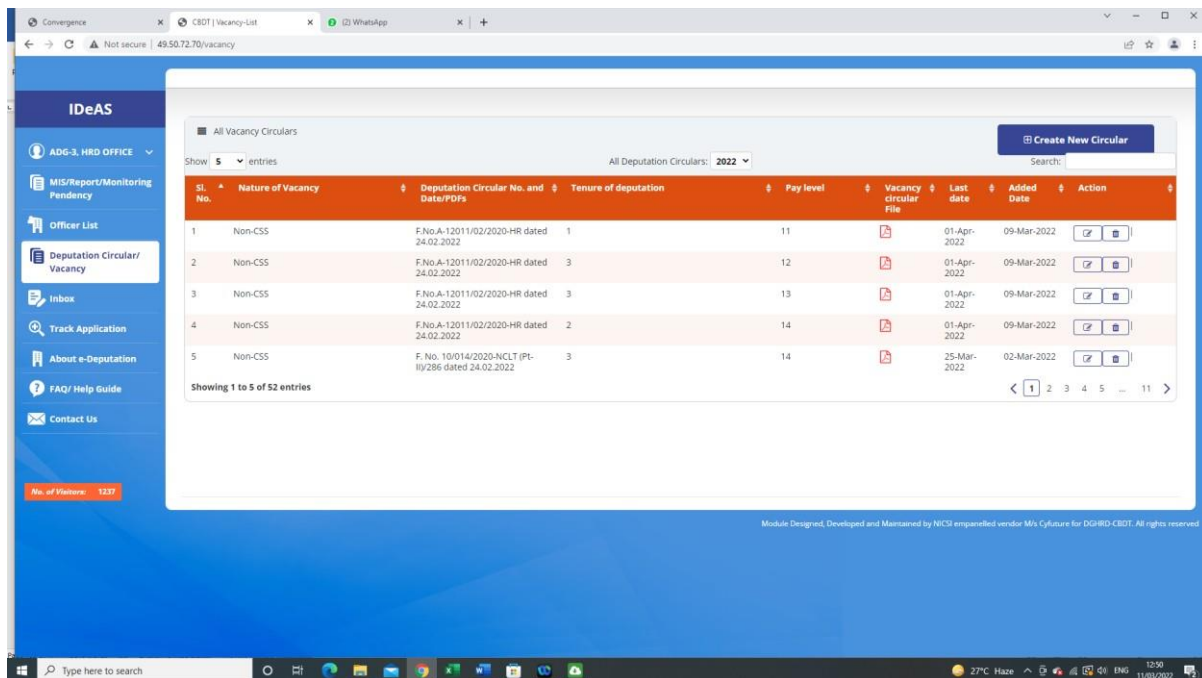 Convergence
CBDT | Vacancy-List
(2) WhatsApp
Not secure | 49.50.72.70/vacancy
IDeAS
ADG-3, HRD OFFICE
MIS/Report/Monitoring
Pendency
Officer List
Deputation Circular/
Vacancy
Inbox
Track Application
About e-Deputation
FAQ/ Help Guide
Contact Us
No. of Visitors: 1237
All Vacancy Circulars
Create New Circular
Show 5 entries
All Deputation Circulars: 2022
Search:
Sl. Nature of Vacancy Deputation Circular No. and Tenure of deputation Pay level Vacancy Last Added Action
No. Date/PDFs circular date Date
File
1 Non-CSS F.No.A-12011/02/2020-HR dated 1 11 01-Apr- 09-Mar-2022
24.02.2022 2022
2 Non-CSS F.No.A-12011/02/2020-HR dated 3 12 01-Apr- 09-Mar-2022
24.02.2022 2022
3 Non-CSS F.No.A-12011/02/2020-HR dated 3 13 01-Apr- 09-Mar-2022
24.02.2022 2022
4 Non-CSS F.No.A-12011/02/2020-HR dated 2 14 01-Apr- 09-Mar-2022
24.02.2022 2022
5 Non-CSS F. No. 10/014/2020-NCLT (Pt- 3 14 25-Mar- 02-Mar-2022
II)/286 dated 24.02.2022 2022
Showing 1 to 5 of 52 entries
1 2 3 4 5 ... 11
Module Designed, Developed and Maintained by NICSI empanelled vendor M/s Cyfuture for DGHRD-CBDT. All rights reserved
Type here to search
27°C Haze
ENG
12:50
11/03/2022